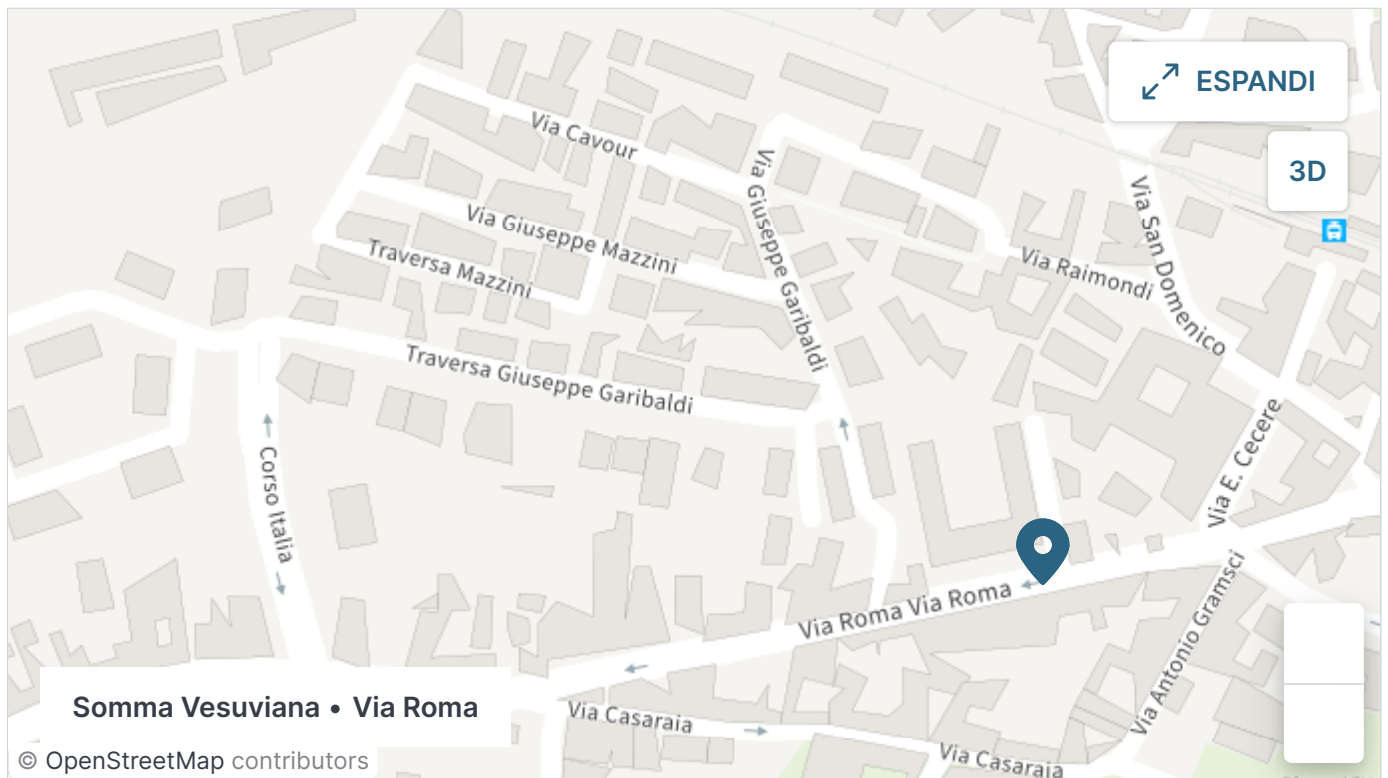 ESPANDI
3D
Via Cavour
Via Giuseppe Garibaldi
Via San Domenico
Via Giuseppe Mazzini
Traversa Mazzini
Via Raimondi
Traversa Giuseppe Garibaldi
Via E. Cecere
Corso Italia
Via Roma Via Roma
Via Antonio Gramsci
Somma Vesuviana • Via Roma
Via Casaraia
Via Casaraia
© OpenStreetMap contributors